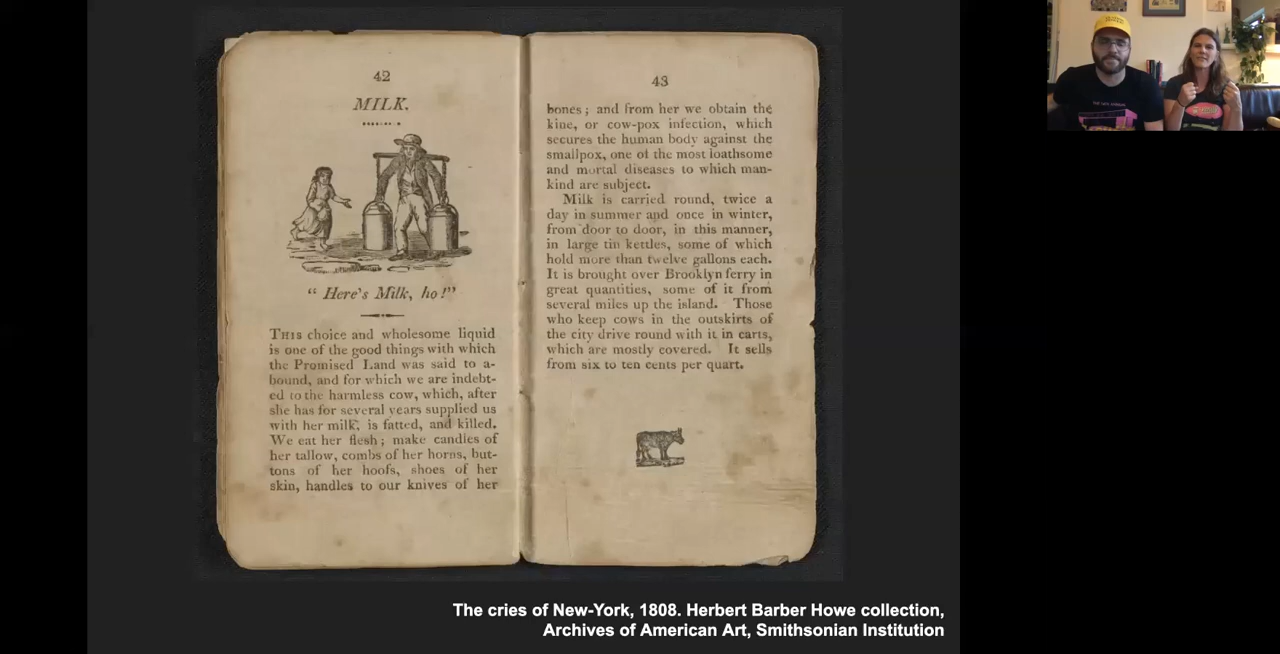 42
MILK.
“ Here's Milk, ho!”
THIS choice and wholesome liquid
is one of the good things with which
the Promised Land was said to a-
bound, and for which we are indebt-
ed to the harmless cow, which, after
she has for several years supplied us
with her milk, is fatted, and killed.
We eat her flesh; make candles of
her tallow, combs of her horns, but-
tons of her hoofs, shoes of her
skin, handles to our knives of her
43
bones; and from her we obtain the
kine, or cow-pox infection, which
secures the human body against the
smallpox, one of the most loathsome
and mortal diseases to which man-
kind are subject.
Milk is carried round, twice a
day in summer and once in winter,
from door to door, in this manner,
in large tin kettles, some of which
hold more than twelve gallons each.
It is brought over Brooklyn ferry in
great quantities, some of it from
several miles up the island. Those
who keep cows in the outskirts of
the city drive round with it in carts,
which are mostly covered. It sells
from six to ten cents per quart.
The cries of New-York, 1808. Herbert Barber Howe collection,
Archives of American Art, Smithsonian Institution